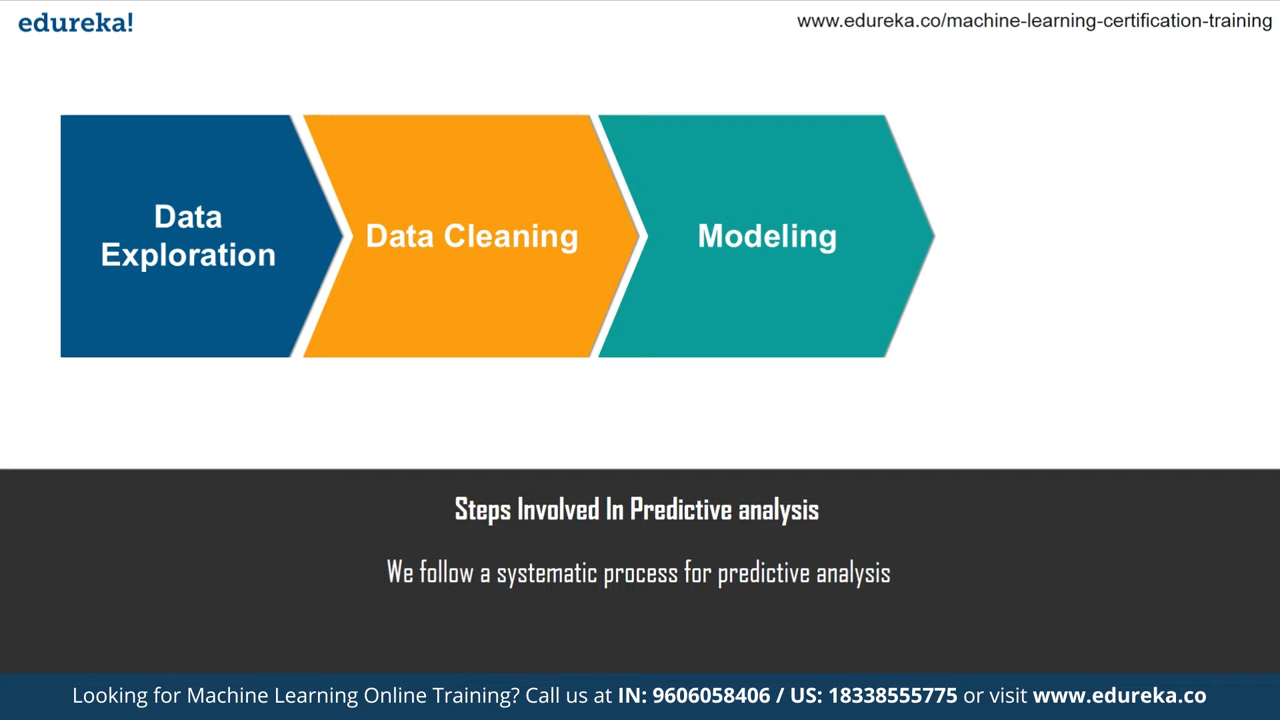 edureka!
www.edureka.co/machine-learning-certification-training
Data
Exploration
Data Cleaning
Modeling
Steps Involved In Predictive analysis
We follow a systematic process for predictive analysis
Looking for Machine Learning Online Training? Call us at IN: 9606058406 / US: 18338555775 or visit www.edureka.co